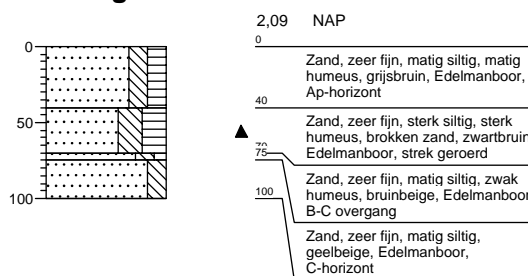 2,09 NAP
0
0
Zand, zeer fijn, matig siltig, matig
humeus, grijsbruin, Edelmanboor,
Ap-horizont
40
Zand, zeer fijn, sterk siltig, sterk
humeus, brokken zand, zwartbruin
Edelmanboor, strek geroerd
50
70
75
Zand, zeer fijn, matig siltig, zwak
humeus, bruinbeige, Edelmanboor
B-C overgang
100
100
Zand, zeer fijn, matig siltig,
geelbeige, Edelmanboor,
C-horizont